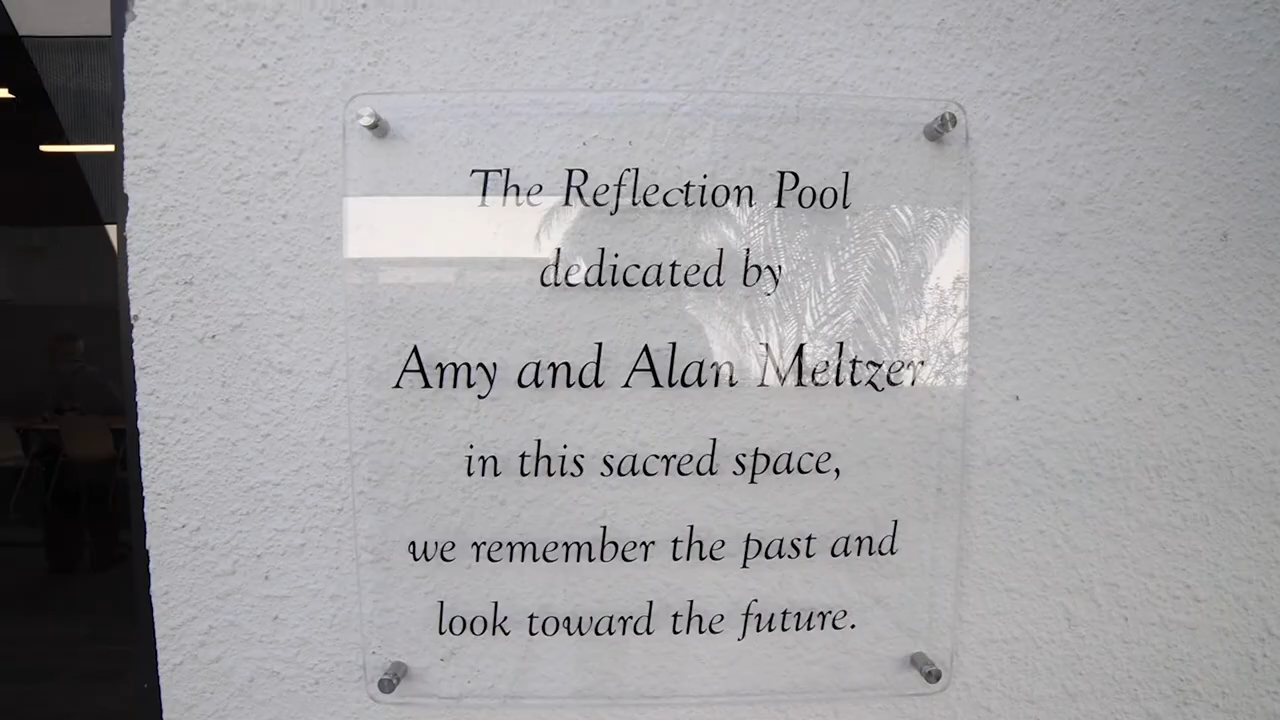 The Reflection Pool
dedicated by
Amy and Alan Meltzer
in this sacred space,
we remember the past and
look toward the future.